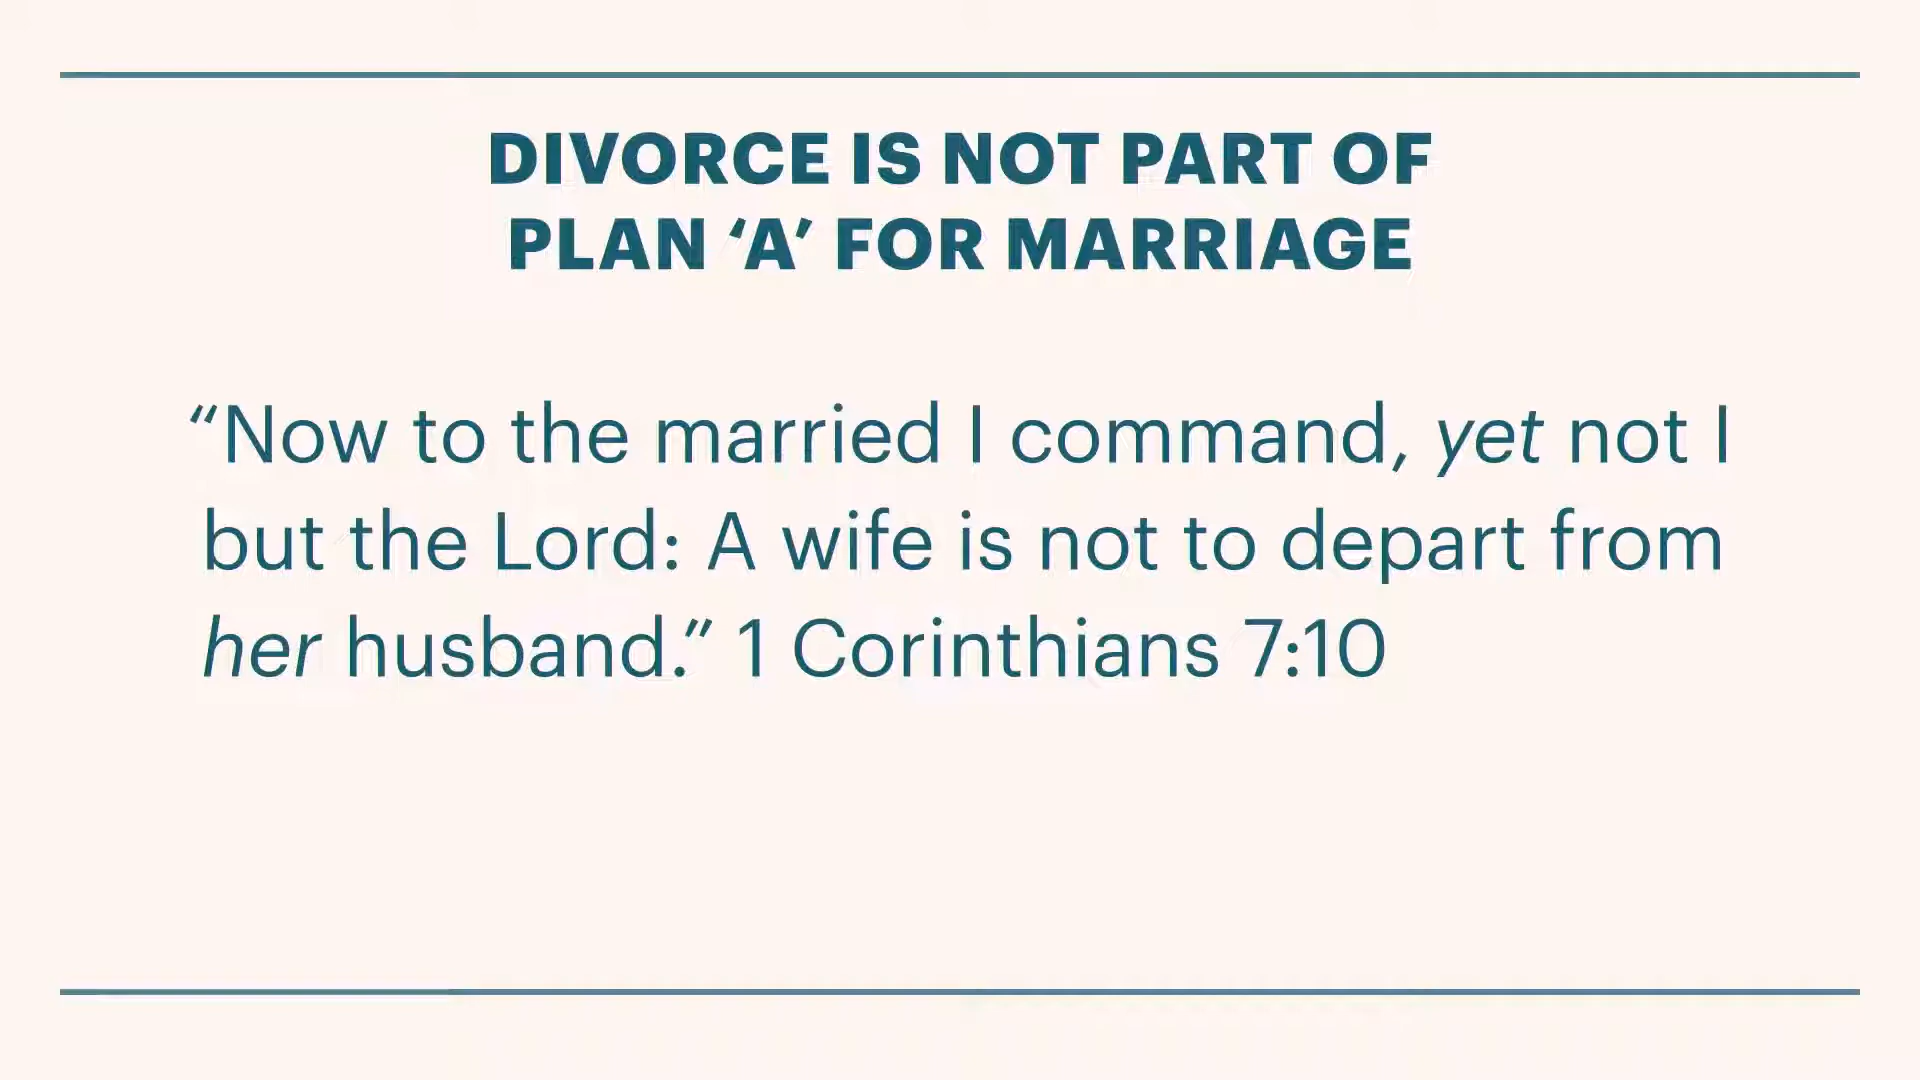 DIVORCE IS NOT PART OF
PLAN ‘A’ FOR MARRIAGE
“Now to the married I command, yet not I
but the Lord: A wife is not to depart from
her husband.” 1 Corinthians 7:10